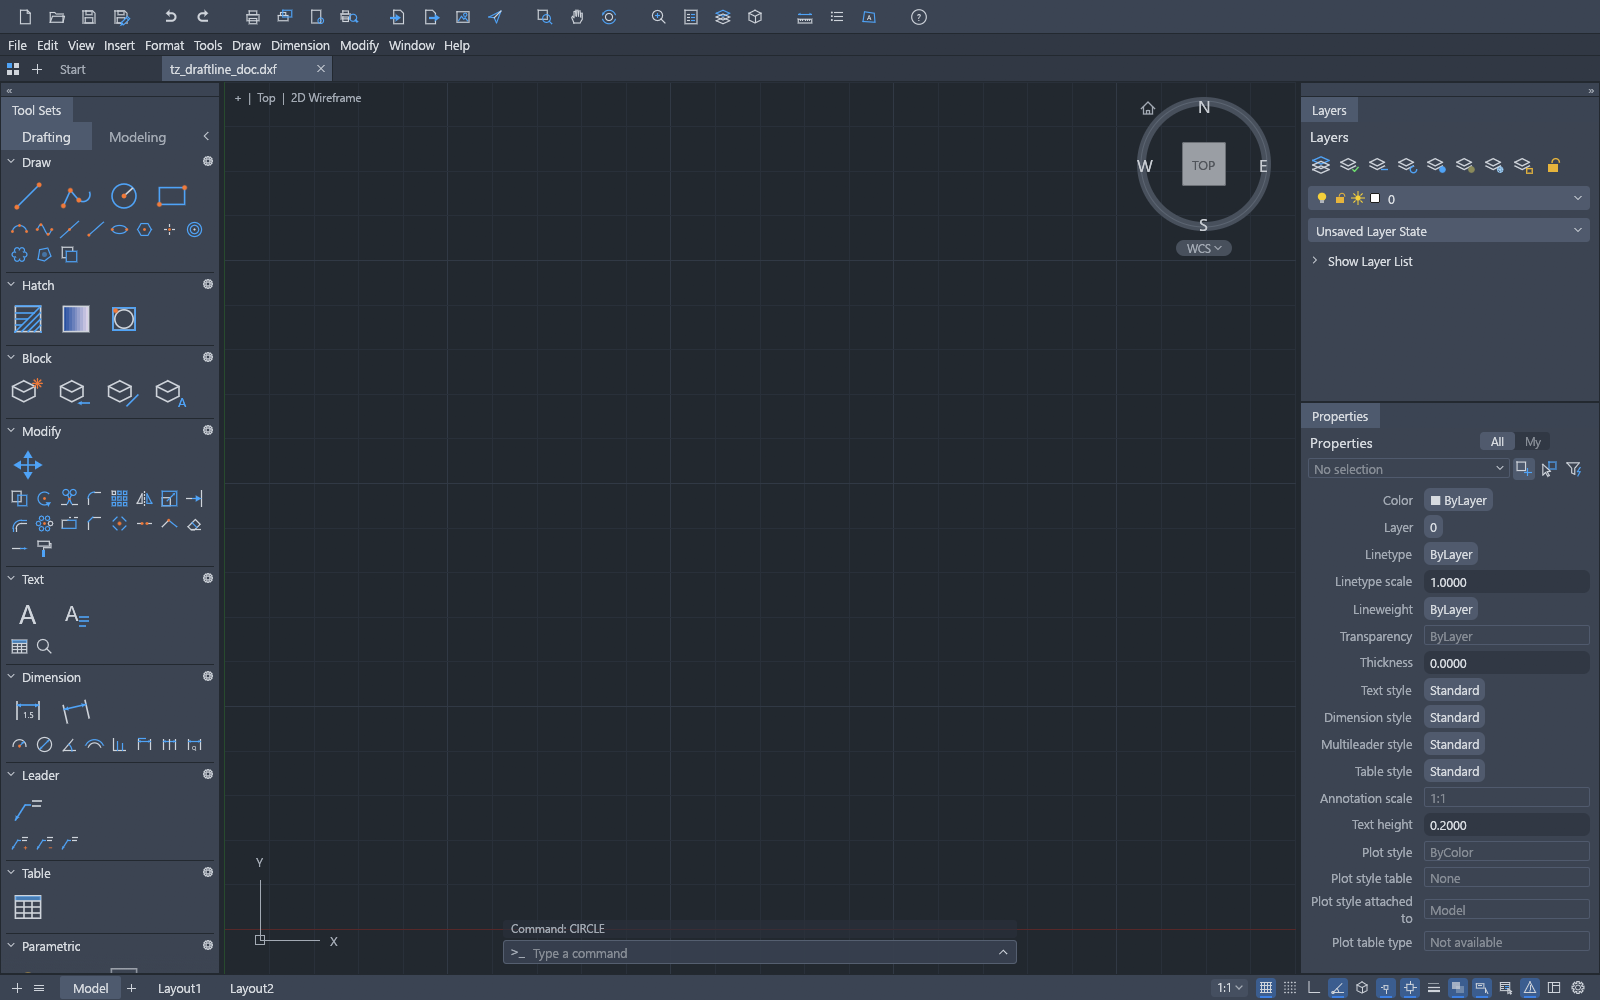 File Edit View Insert Format Tools Draw Dimension Modify Window Help
Start
tz_draftline_doc.dxf
Tool Sets
Drafting Modeling
Draw
Hatch
Block
A
Modify
Text
A A
Dimension
1.5
Leader
Table
Parametric
+ | Top | 2D Wireframe
N
W TOP E
S
WCS
Y
X
Command: CIRCLE
>_ Type a command
Layers
Layers
0
Unsaved Layer State
Show Layer List
Properties
Properties All My
No selection
Color ByLayer
Layer 0
Linetype ByLayer
Linetype scale 1.0000
Lineweight ByLayer
Transparency ByLayer
Thickness 0.0000
Text style Standard
Dimension style Standard
Multileader style Standard
Table style Standard
Annotation scale 1:1
Text height 0.2000
Plot style ByColor
Plot style table None
Plot style attached
to Model
Plot table type Not available
Model Layout1 Layout2
1:1